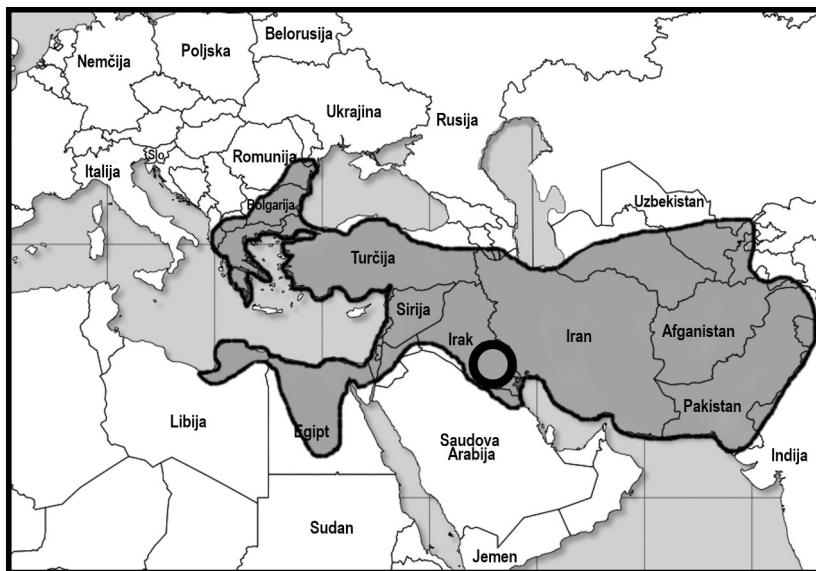 Belorusija
Poljska
Nemčija
Ukrajina
Rusija
Slo
Romunija
Italija
Uzbekistan
Bolgarija
Turčija
Sirija
Irak
Iran
Afganistan
Pakistan
Libija
Egipt
Saudova
Arabija
Indija
Sudan
Jemen